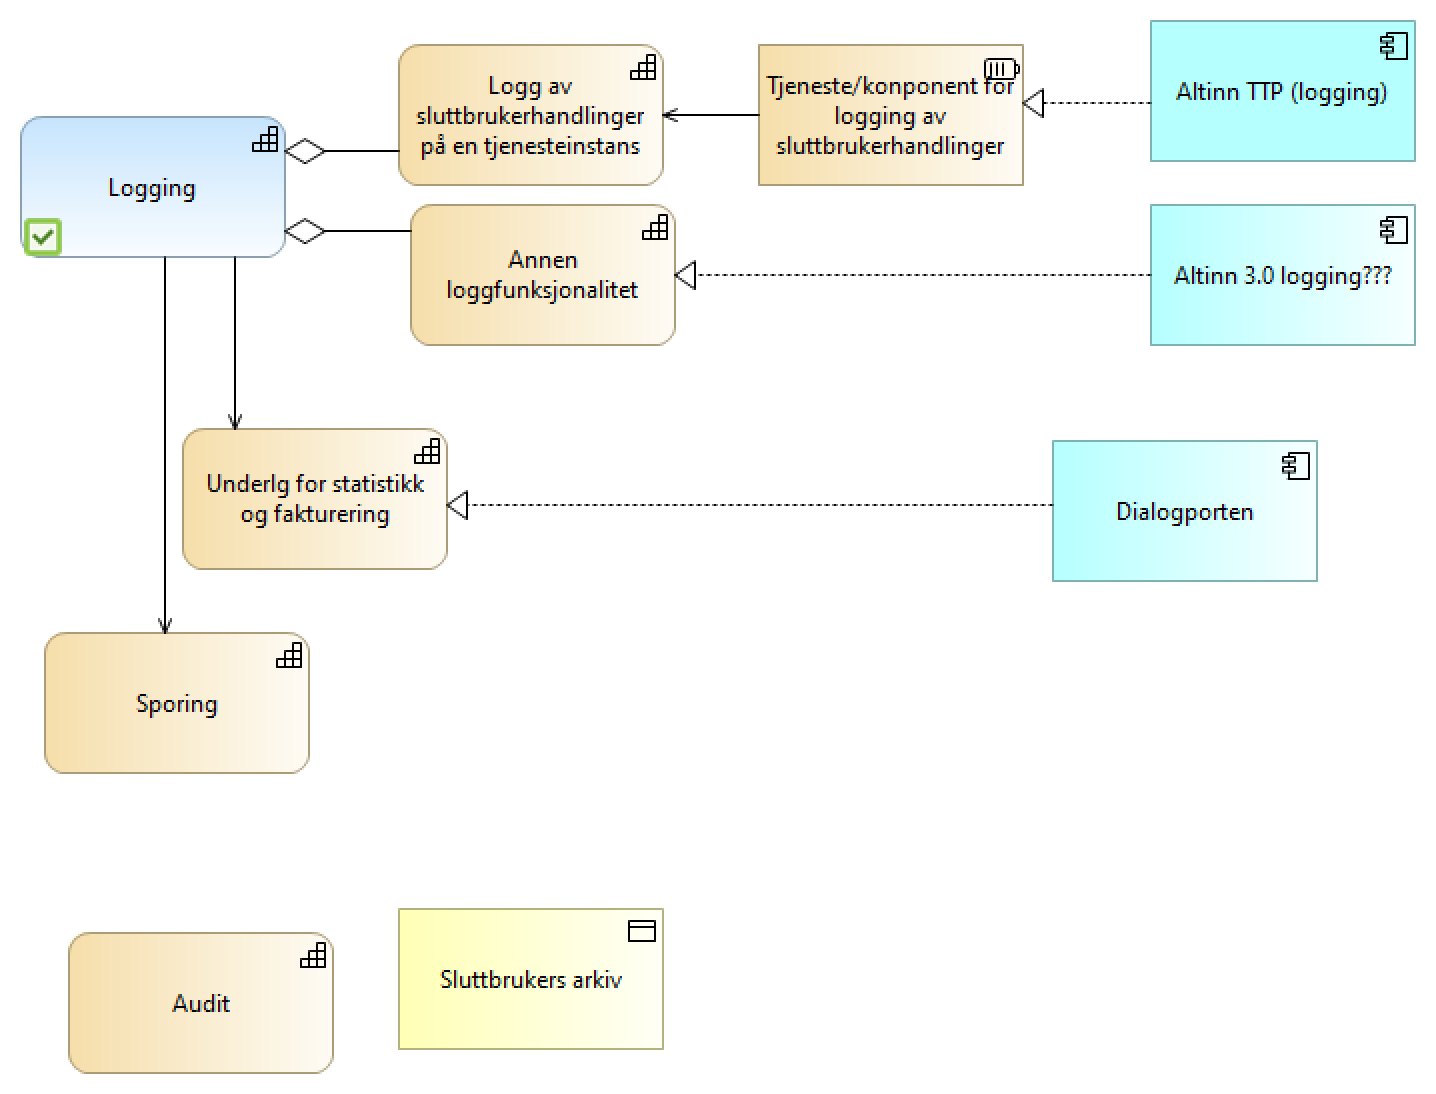 Logg av
sluttbrukerhandlinger
på en tjenesteinstans
Tjeneste/konponent for
logging av
sluttbrukerhandlinger
Altinn TTP (logging)
Logging
Annen
loggfunksjonalitet
Altinn 3.0 logging???
Underlg for statistikk
og fakturering
Dialogporten
Sporing
Audit
Sluttbrukers arkiv